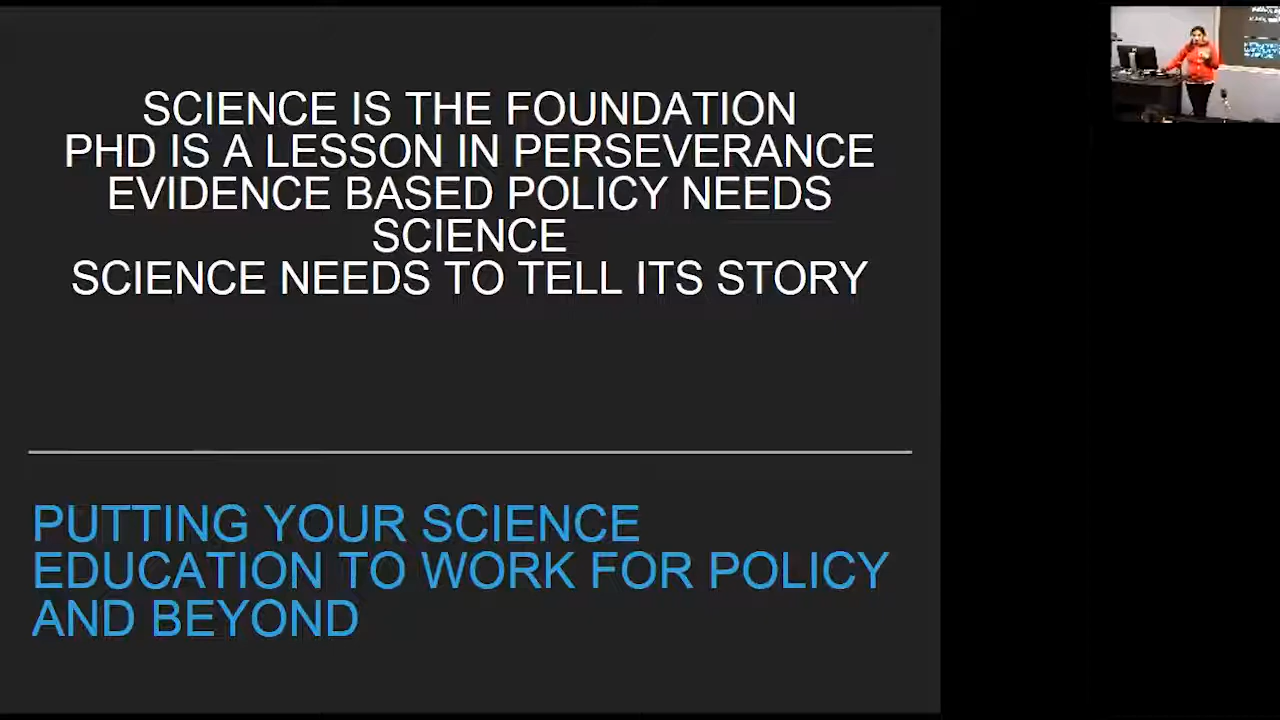 SCIENCE IS THE FOUNDATION
PHD IS A LESSON IN PERSEVERANCE
EVIDENCE BASED POLICY NEEDS
SCIENCE
SCIENCE NEEDS TO TELL ITS STORY
PUTTING YOUR SCIENCE
EDUCATION TO WORK FOR POLICY
AND BEYOND